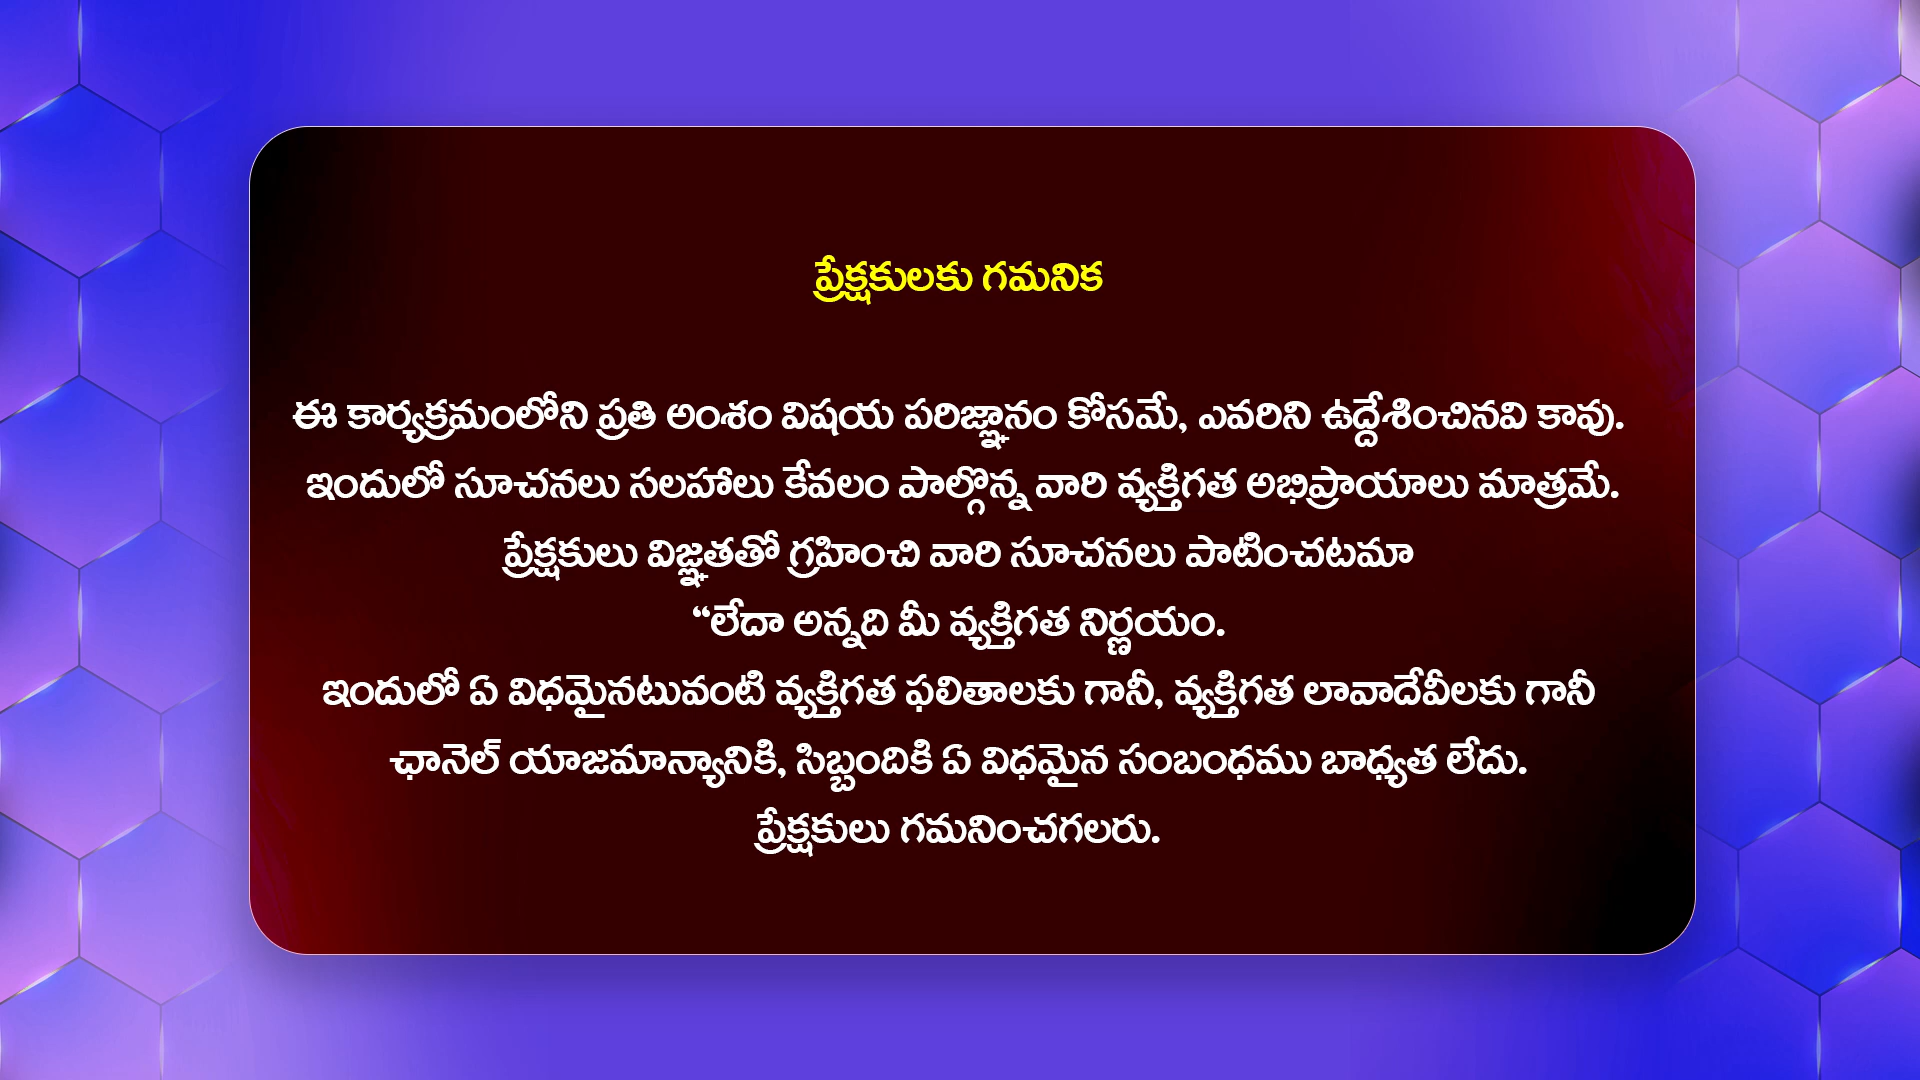 ప్రేక్షకులకు గమనిక
ఈ కార్యక్రమంలోని ప్రతి అంశం విషయ పరిజ్ఞానం కోసమే, ఎవరిని ఉద్దేశించినవి కావు.
ఇందులో సూచనలు సలహాలు కేవలం పాల్గొన్న వారి వ్యక్తిగత అభిప్రాయాలు మాత్రమే.
ప్రేక్షకులు విజ్ఞతతో గ్రహించి వారి సూచనలు పాటించటమా
“లేదా అన్నది మీ వ్యక్తిగత నిర్ణయం.
ఇందులో ఏ విధమైనటువంటి వ్యక్తిగత ఫలితాలకు గానీ, వ్యక్తిగత లావాదేవీలకు గానీ
ఛానెల్ యాజమాన్యానికి, సిబ్బందికి ఏ విధమైన సంబంధము బాధ్యత లేదు.
ప్రేక్షకులు గమనించగలరు.